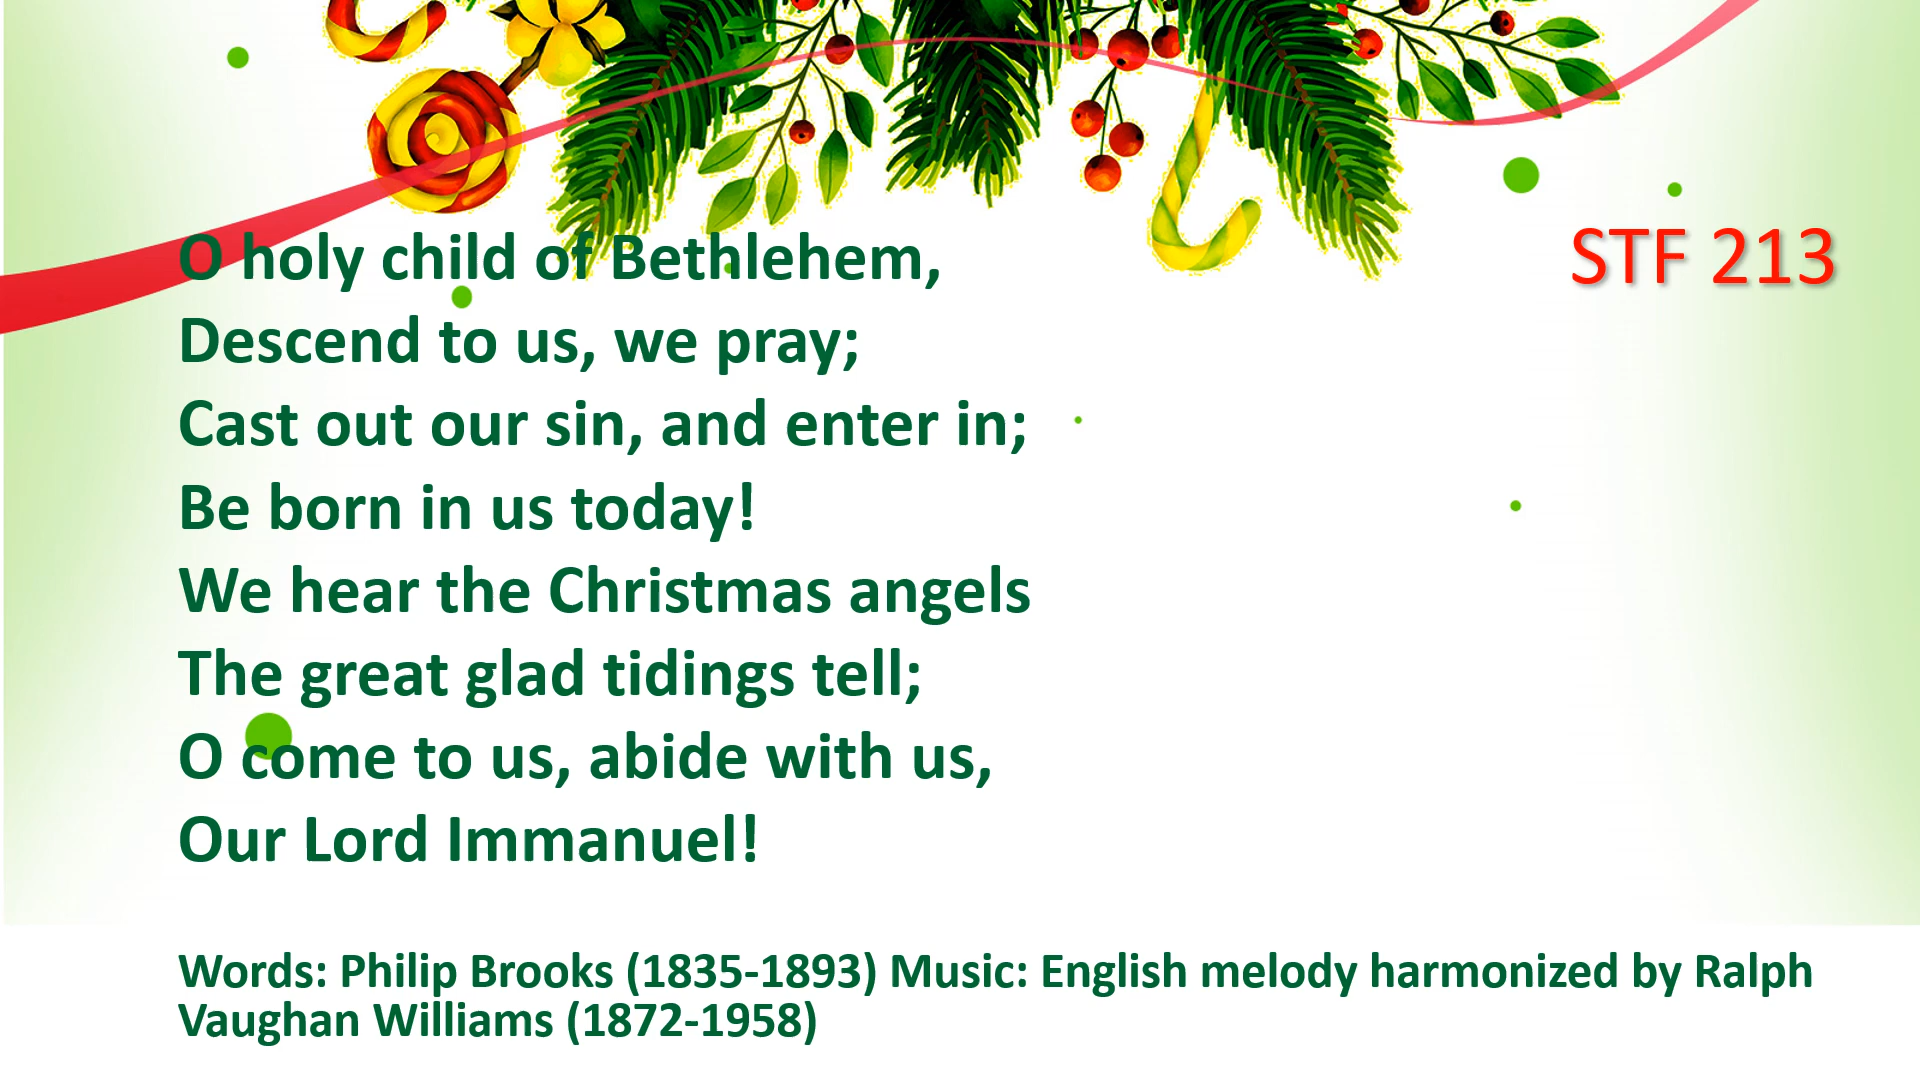 O holy child of Bethlehem,
STF 213
Descend to us, we pray;
Cast out our sin, and enter in;
Be born in us today!
We hear the Christmas angels
The great glad tidings tell;
O come to us, abide with us,
Our Lord Immanuel!
Words: Philip Brooks (1835-1893) Music: English melody harmonized by Ralph
Vaughan Williams (1872-1958)